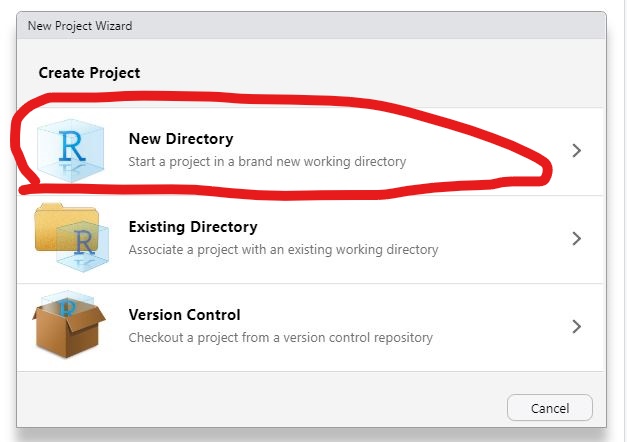 New Project Wizard
Create Project
R
New Directory
Start a project in a brand new working directory
R
Existing Directory
Associate a project with an existing working directory
R
Version Control
Checkout a project from a version control repository
Cancel